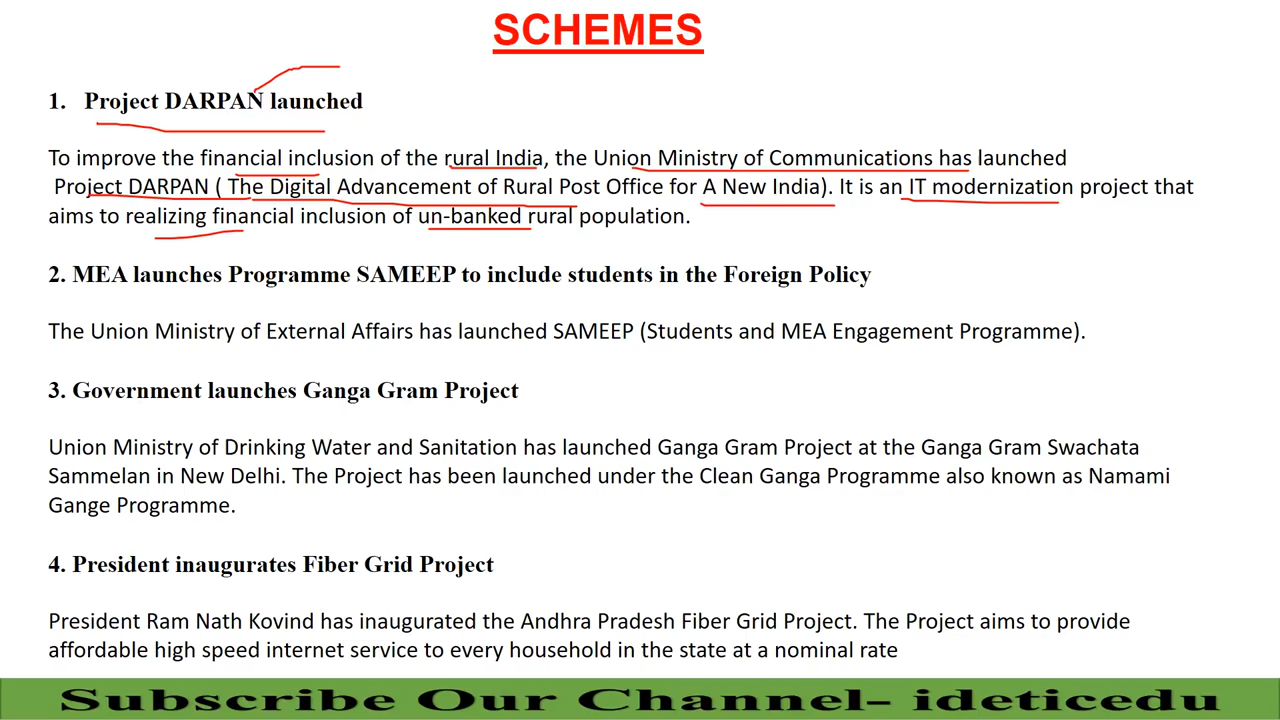 SCHEMES
1. Project DARPAN launched
To improve the financial inclusion of the rural India, the Union Ministry of Communications has launched
Project DARPAN ( The Digital Advancement of Rural Post Office for A New India). It is an IT modernization project that
aims to realizing financial inclusion of un-banked rural population.
2. MEA launches Programme SAMEEP to include students in the Foreign Policy
The Union Ministry of External Affairs has launched SAMEEP (Students and MEA Engagement Programme).
3. Government launches Ganga Gram Project
Union Ministry of Drinking Water and Sanitation has launched Ganga Gram Project at the Ganga Gram Swachata
Sammelan in New Delhi. The Project has been launched under the Clean Ganga Programme also known as Namami
Gange Programme.
4. President inaugurates Fiber Grid Project
President Ram Nath Kovind has inaugurated the Andhra Pradesh Fiber Grid Project. The Project aims to provide
affordable high speed internet service to every household in the state at a nominal rate
Subscribe Our Channel- ideticedu